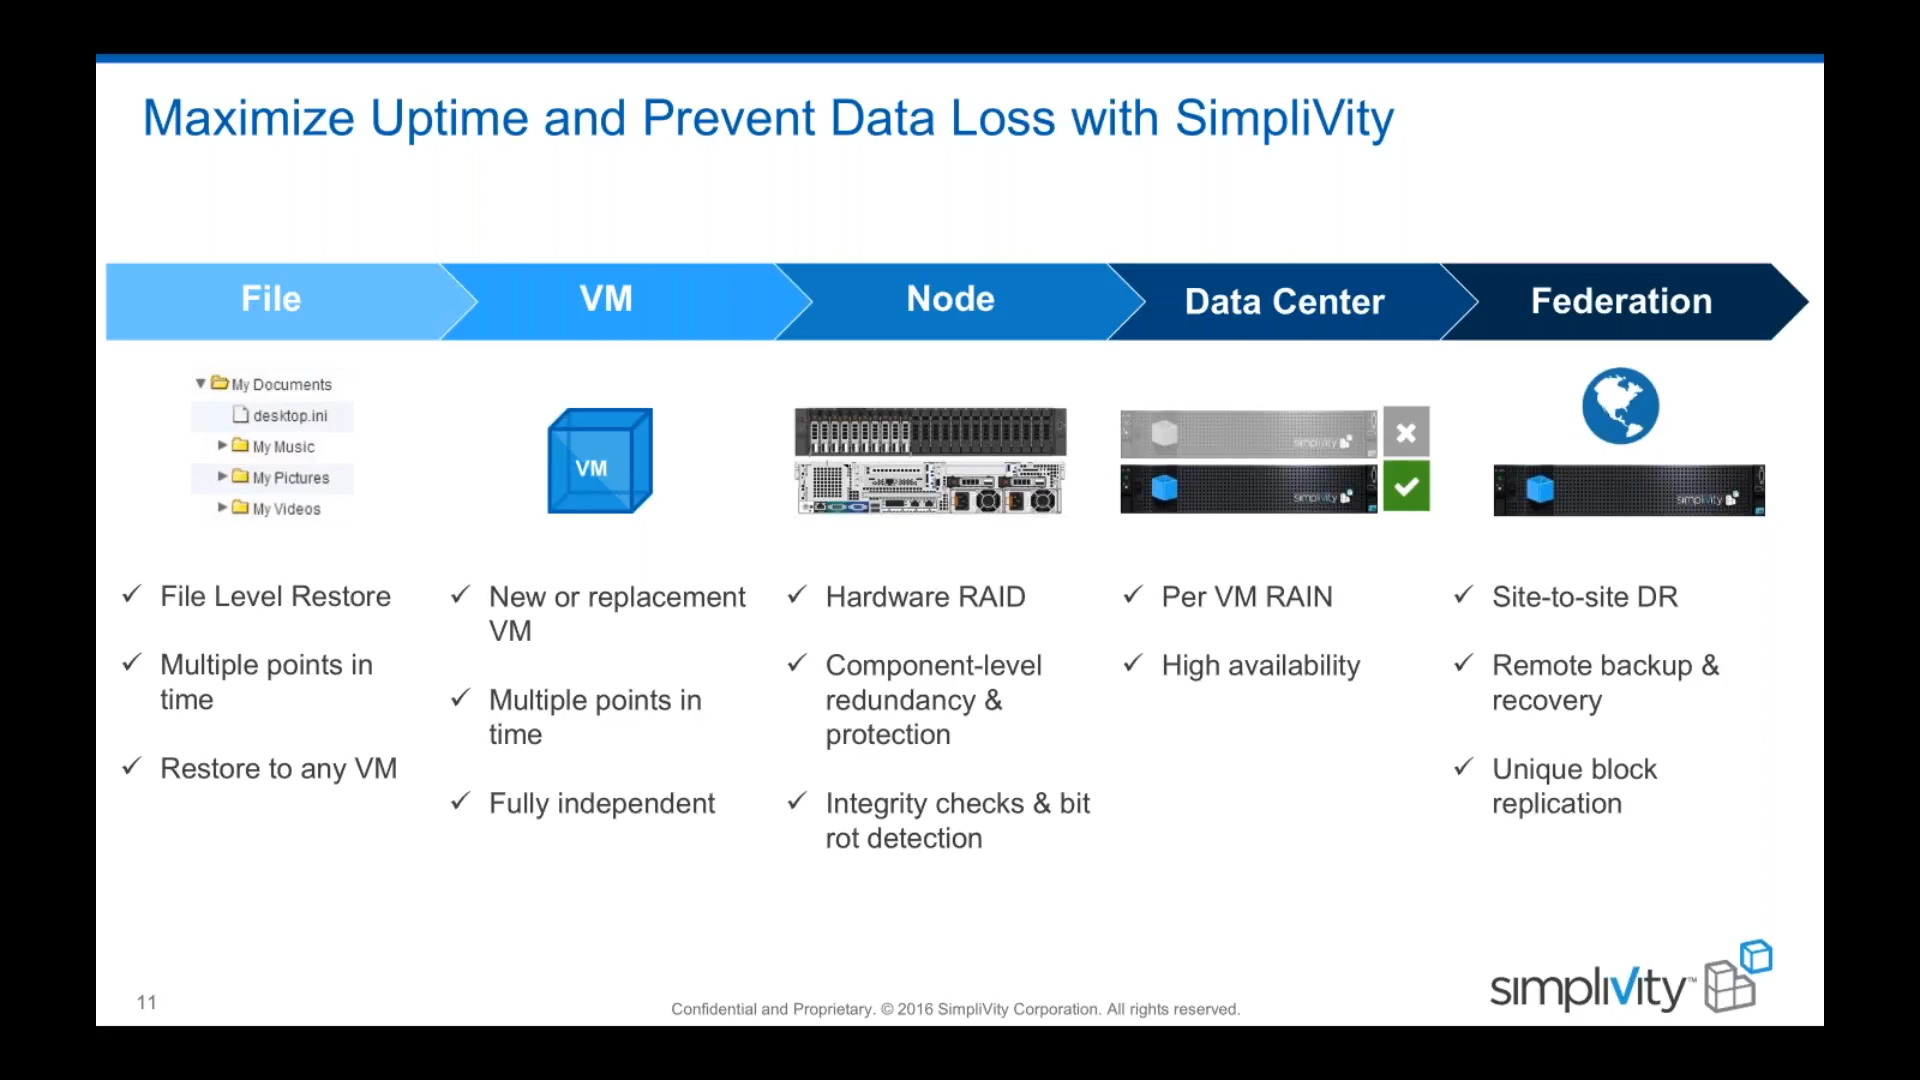 Maximize Uptime and Prevent Data Loss with SimpliVity
File
VM
Node
Data Center
Federation
My Documents
desktop.ini
My Music
My Pictures
My Videos
VM
simplivity
simplivity
simplivity
✓ File Level Restore
✓ Multiple points in
time
✓ Restore to any VM
✓ New or replacement
VM
✓ Multiple points in
time
✓ Fully independent
✓ Hardware RAID
✓ Component-level
redundancy &
protection
✓ Integrity checks & bit
rot detection
✓ Per VM RAIN
✓ High availability
✓ Site-to-site DR
✓ Remote backup &
recovery
✓ Unique block
replication
11
Confidential and Proprietary. © 2016 SimpliVity Corporation. All rights reserved.
simplivity™